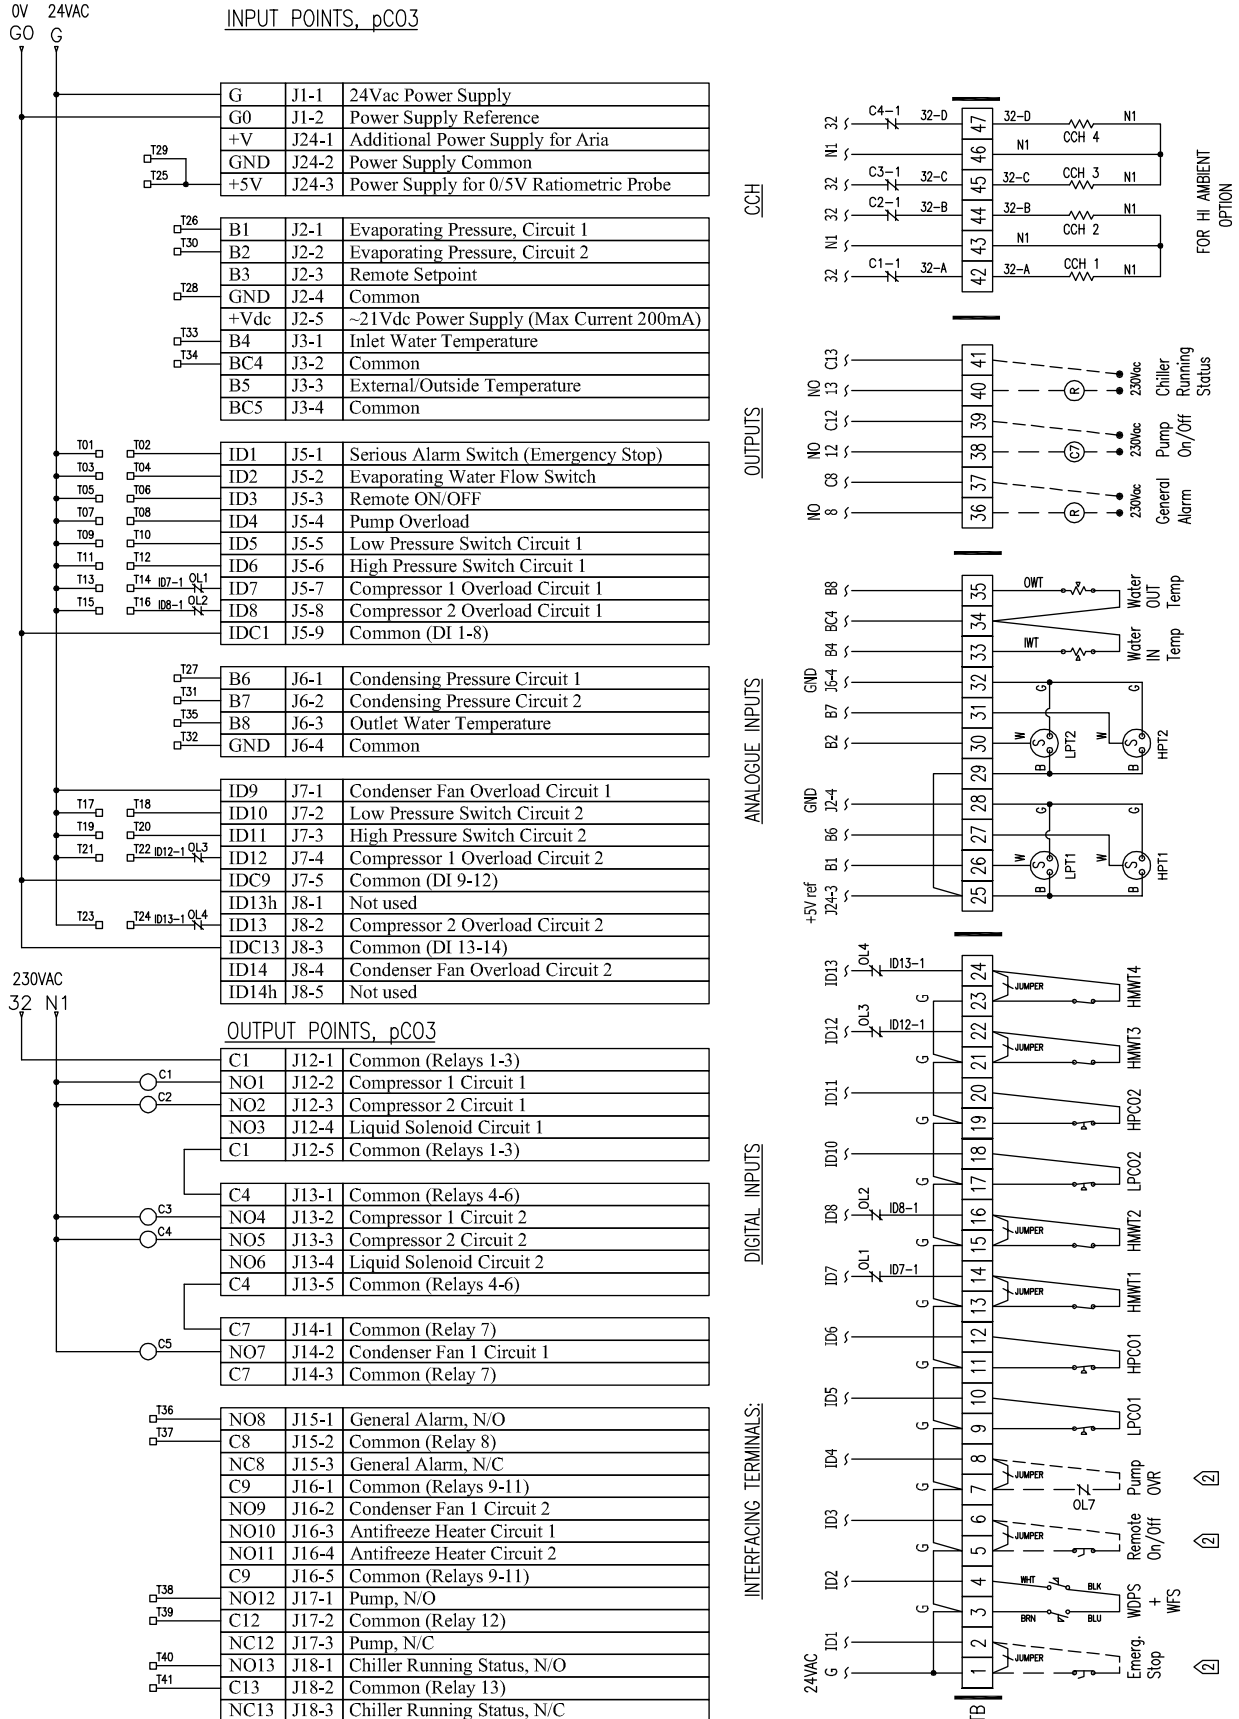 0V 24VAC
GO G
INPUT POINTS, pCO3
G J1-1 24Vac Power Supply
G0 J1-2 Power Supply Reference
+V J24-1 Additional Power Supply for Aria
T29 GND J24-2 Power Supply Common
T25 +5V J24-3 Power Supply for 0/5V Ratiometric Probe
T26 B1 J2-1 Evaporating Pressure, Circuit 1
T30 B2 J2-2 Evaporating Pressure, Circuit 2
B3 J2-3 Remote Setpoint
T28 GND J2-4 Common
+Vdc J2-5 ~21Vdc Power Supply (Max Current 200mA)
T33 B4 J3-1 Inlet Water Temperature
T34 BC4 J3-2 Common
B5 J3-3 External/Outside Temperature
BC5 J3-4 Common
T01 T02 ID1 J5-1 Serious Alarm Switch (Emergency Stop)
T03 T04 ID2 J5-2 Evaporating Water Flow Switch
T05 T06 ID3 J5-3 Remote ON/OFF
T07 T08 ID4 J5-4 Pump Overload
T09 T10 ID5 J5-5 Low Pressure Switch Circuit 1
T11 T12 ID6 J5-6 High Pressure Switch Circuit 1
T13 T14 ID7-1 OL1 ID7 J5-7 Compressor 1 Overload Circuit 1
T15 T16 ID8-1 OL2 ID8 J5-8 Compressor 2 Overload Circuit 1
IDC1 J5-9 Common (DI 1-8)
T27 B6 J6-1 Condensing Pressure Circuit 1
T31 B7 J6-2 Condensing Pressure Circuit 2
T35 B8 J6-3 Outlet Water Temperature
T32 GND J6-4 Common
ID9 J7-1 Condenser Fan Overload Circuit 1
T17 T18 ID10 J7-2 Low Pressure Switch Circuit 2
T19 T20 ID11 J7-3 High Pressure Switch Circuit 2
T21 T22 ID12-1 OL3 ID12 J7-4 Compressor 1 Overload Circuit 2
IDC9 J7-5 Common (DI 9-12)
ID13h J8-1 Not used
T23 T24 ID13-1 OL4 ID13 J8-2 Compressor 2 Overload Circuit 2
IDC13 J8-3 Common (DI 13-14)
ID14 J8-4 Condenser Fan Overload Circuit 2
ID14h J8-5 Not used
230VAC
32 N1
OUTPUT POINTS, pCO3
C1 J12-1 Common (Relays 1-3)
C1 NO1 J12-2 Compressor 1 Circuit 1
C2 NO2 J12-3 Compressor 2 Circuit 1
NO3 J12-4 Liquid Solenoid Circuit 1
C1 J12-5 Common (Relays 1-3)
C4 J13-1 Common (Relays 4-6)
C3 NO4 J13-2 Compressor 1 Circuit 2
C4 NO5 J13-3 Compressor 2 Circuit 2
NO6 J13-4 Liquid Solenoid Circuit 2
C4 J13-5 Common (Relays 4-6)
C7 J14-1 Common (Relay 7)
C5 NO7 J14-2 Condenser Fan 1 Circuit 1
C7 J14-3 Common (Relay 7)
T36 NO8 J15-1 General Alarm, N/O
T37 C8 J15-2 Common (Relay 8)
NC8 J15-3 General Alarm, N/C
C9 J16-1 Common (Relays 9-11)
NO9 J16-2 Condenser Fan 1 Circuit 2
NO10 J16-3 Antifreeze Heater Circuit 1
NO11 J16-4 Antifreeze Heater Circuit 2
C9 J16-5 Common (Relays 9-11)
T38 NO12 J17-1 Pump, N/O
T39 C12 J17-2 Common (Relay 12)
NC12 J17-3 Pump, N/C
T40 NO13 J18-1 Chiller Running Status, N/O
T41 C13 J18-2 Common (Relay 13)
NC13 J18-3 Chiller Running Status, N/C
CCH
32 C4-1 32-D 47 32-D CCH 4 N1
N1 46 N1
32 C3-1 32-C 45 32-C CCH 3 N1
32 C2-1 32-B 44 32-B CCH 2 N1
N1 43 N1
32 C1-1 32-A 42 32-A CCH 1 N1
FOR HI AMBIENT
OPTION
OUTPUTS
C13 41
NO 13 40 R 230Vac
Chiller
Running
Status
C12 39
NO 12 38 C7 230Vac
Pump
On/Off
C8 37
NO 8 36 R 230Vac
General
Alarm
ANALOGUE INPUTS
B8 35 OWT
Water
OUT
Temp
BC4 34
B4 33 IWT
Water
IN
Temp
GND J6-4 32 G G
B7 31
B2 30 W S LPT2 W S HPT2
29 B B
GND J2-4 28 G G
B6 27
B1 26 W S LPT1 W S HPT1
+5V ref J24-3 25 B B
INTERFACING TERMINALS: DIGITAL INPUTS
ID13 OL4 ID13-1 24 JUMPER
G 23 HMWT4
ID12 OL3 ID12-1 22 JUMPER
G 21 HMWT3
ID11 20
G 19 HPCO2
ID10 18
G 17 LPCO2
ID8 OL2 ID8-1 16 JUMPER
G 15 HMWT2
ID7 OL1 ID7-1 14 JUMPER
G 13 HMWT1
ID6 12
G 11 HPCO1
ID5 10
G 9 LPCO1
ID4 8 JUMPER
G 7 OL7
Pump
OVR
2
ID3 6 JUMPER
G 5
Remote
On/Off
2
ID2 4 WHT BLK
G 3 BRN BLU
WDPS
+
WFS
ID1 2 JUMPER
24VAC
G 1
Emerg.
Stop
2
TB